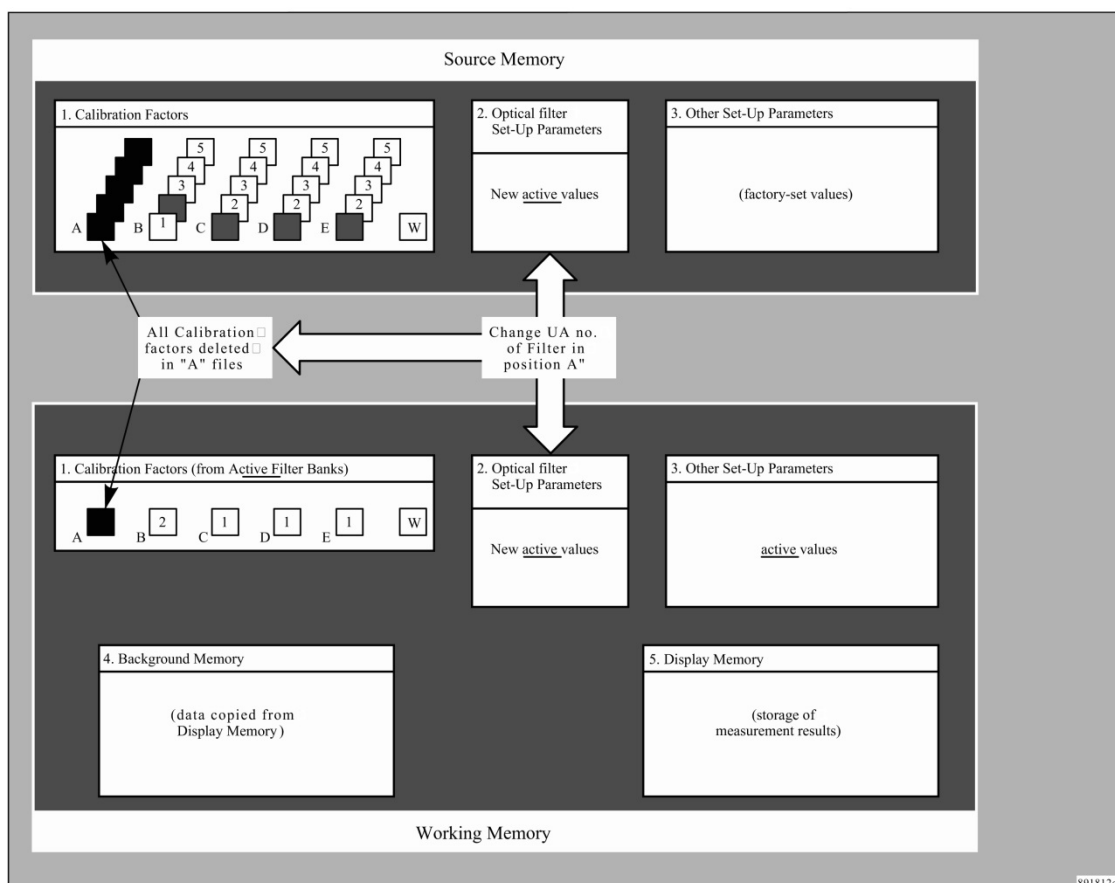 Source Memory
1. Calibration Factors
5 5 5 5
4 4 4 4
3 3 3 3
2 2 2
A B 1 C D E W
2. Optical filter
Set-Up Parameters
New active values
3. Other Set-Up Parameters
(factory-set values)
All Calibration
factors deleted
in "A" files
Change UA no.
of Filter in
position A"
1. Calibration Factors (from Active Filter Banks)
A B 2 C 1 D 1 E 1 W
2. Optical filter
Set-Up Parameters
New active values
3. Other Set-Up Parameters
active values
4. Background Memory
(data copied from
Display Memory)
5. Display Memory
(storage of
measurement results)
Working Memory